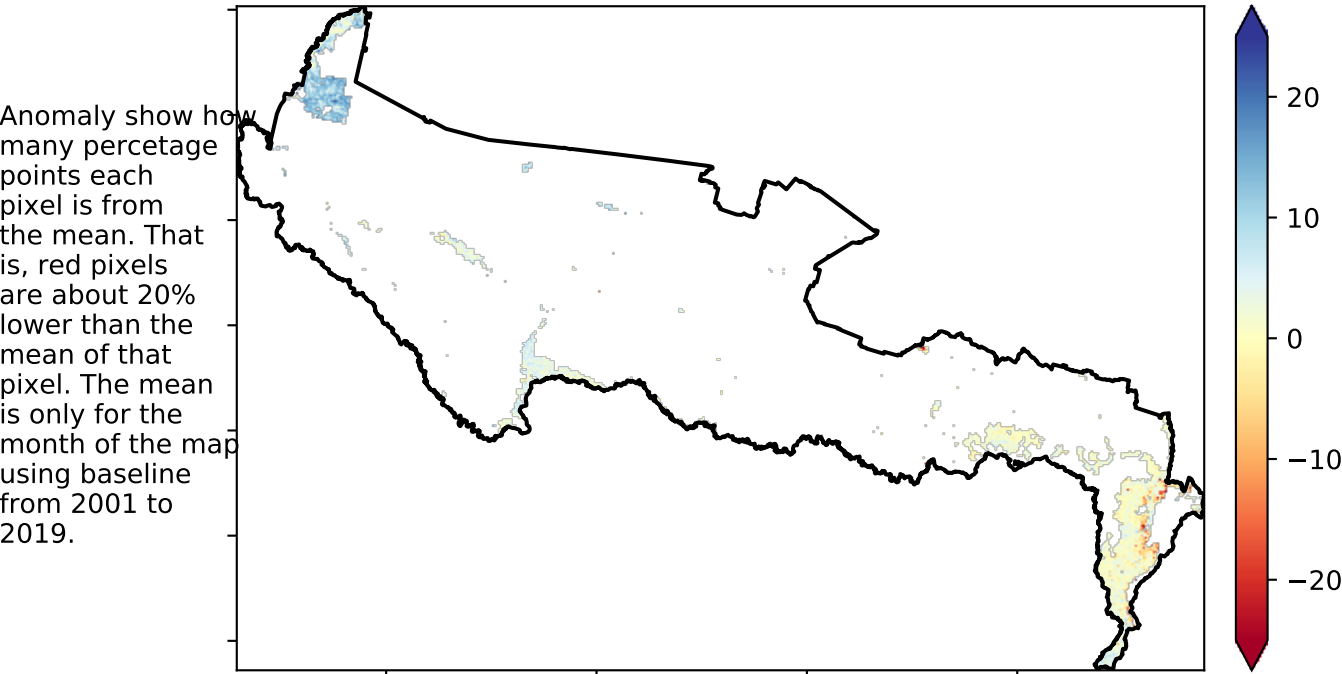 Anomaly show how
many percetage
points each
pixel is from
the mean. That
is, red pixels
are about 20%
lower than the
mean of that
pixel. The mean
is only for the
month of the map
using baseline
from 2001 to
2019.
20
10
0
−10
−20